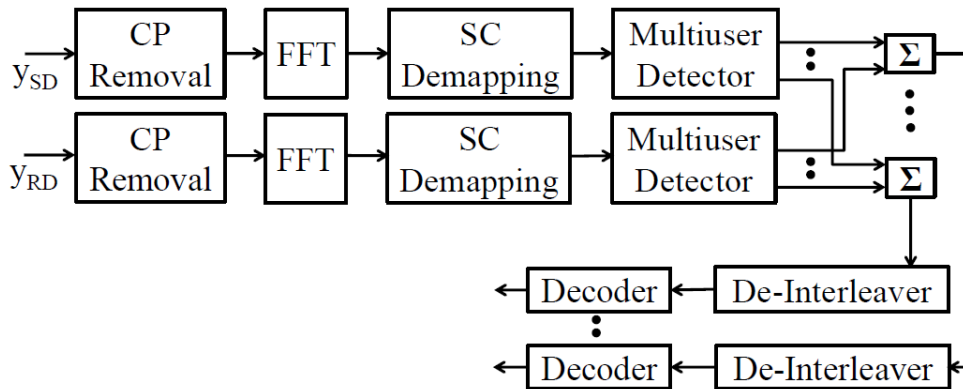 y_SD
CP
Removal
FFT
SC
Demapping
Multiuser
Detector
Σ
y_RD
CP
Removal
FFT
SC
Demapping
Multiuser
Detector
Σ
Decoder
De-Interleaver
Decoder
De-Interleaver